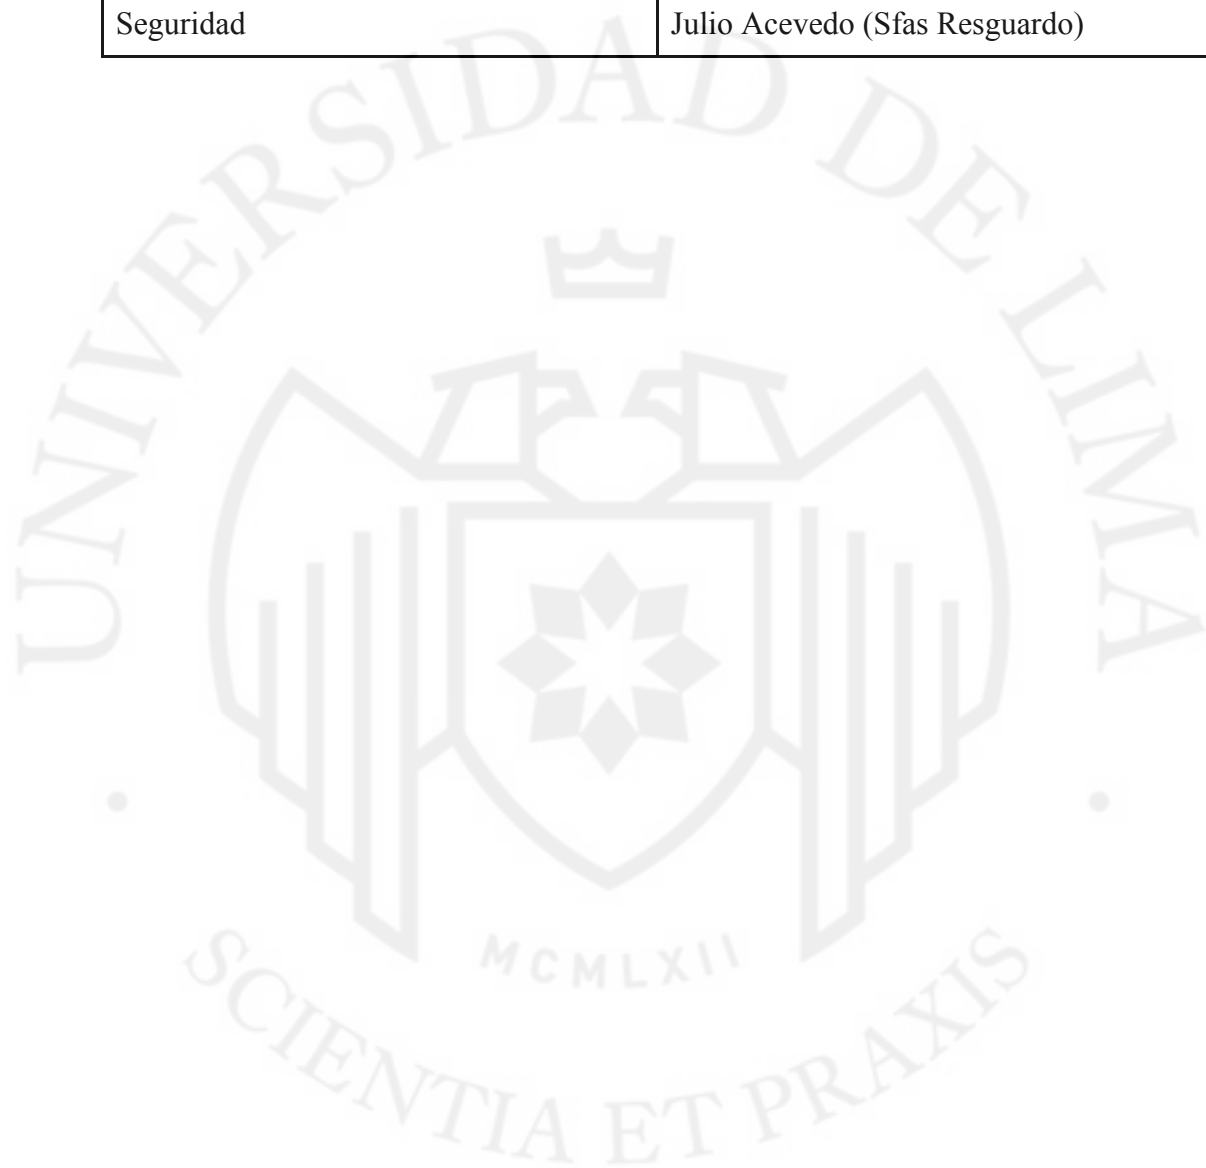 Seguridad Julio Acevedo (Sfas Resguardo)
UNIVERSIDAD DE LIMA
MCMLXII
SCIENTIA ET PRAXIS